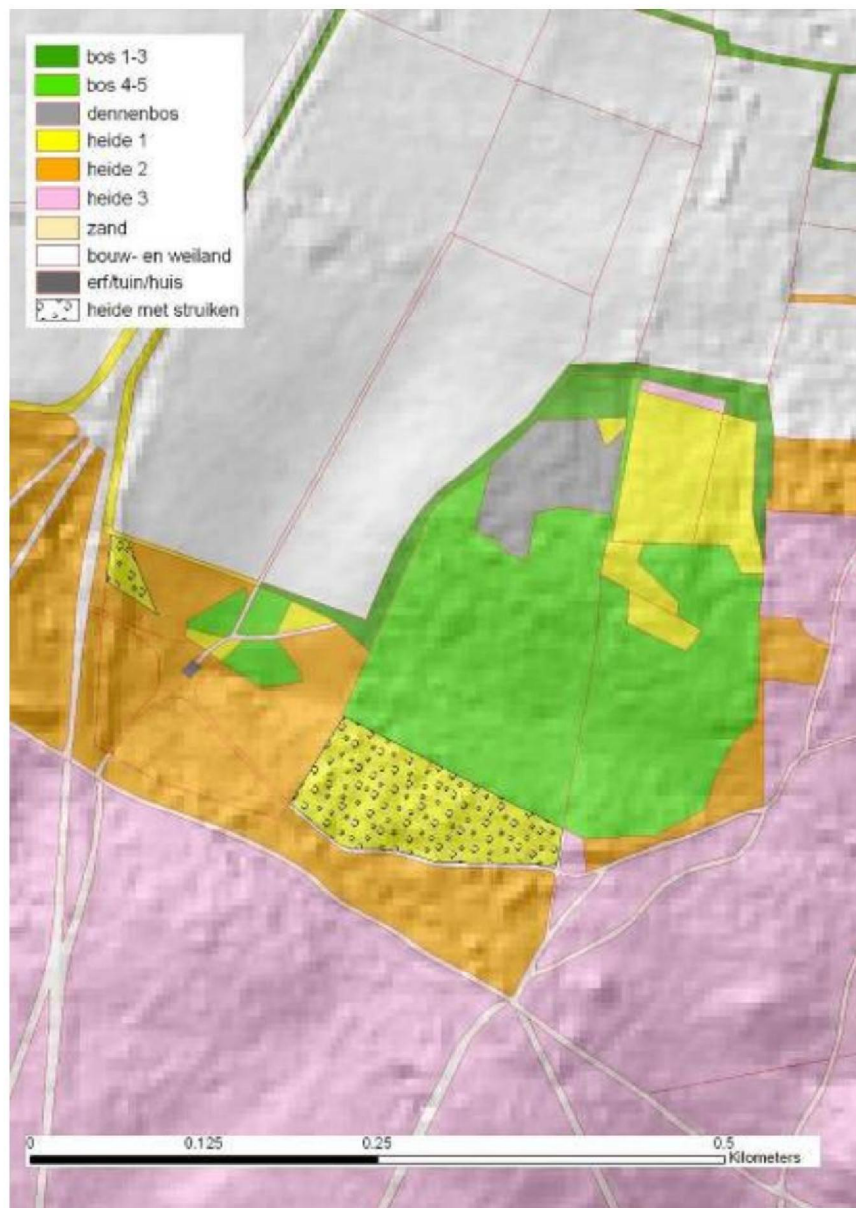 bos 1-3
bos 4-5
dennenbos
heide 1
heide 2
heide 3
zand
bouw- en weiland
erf/tuin/huis
heide met struiken
0 0.125 0.25 0.5
Kilometers